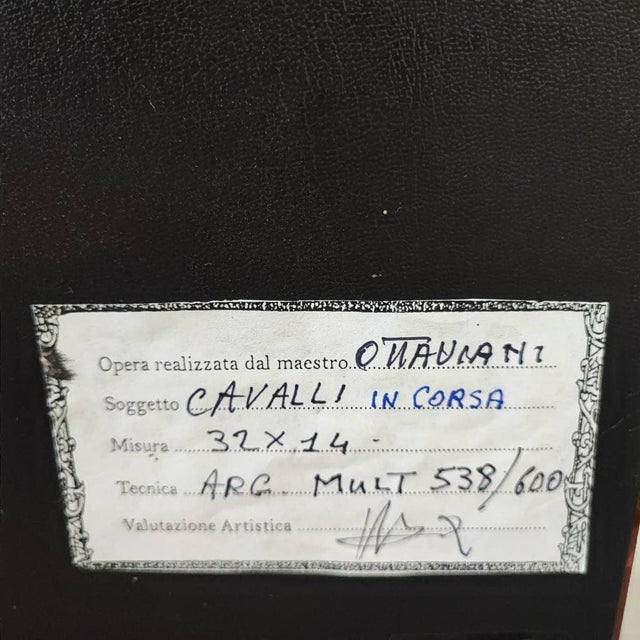 Opera realizzata dal maestro OTTAVIANI
Soggetto CAVALLI IN CORSA
Misura 32 X 14
Tecnica ARG. MULT 538/600
Valutazione Artistica